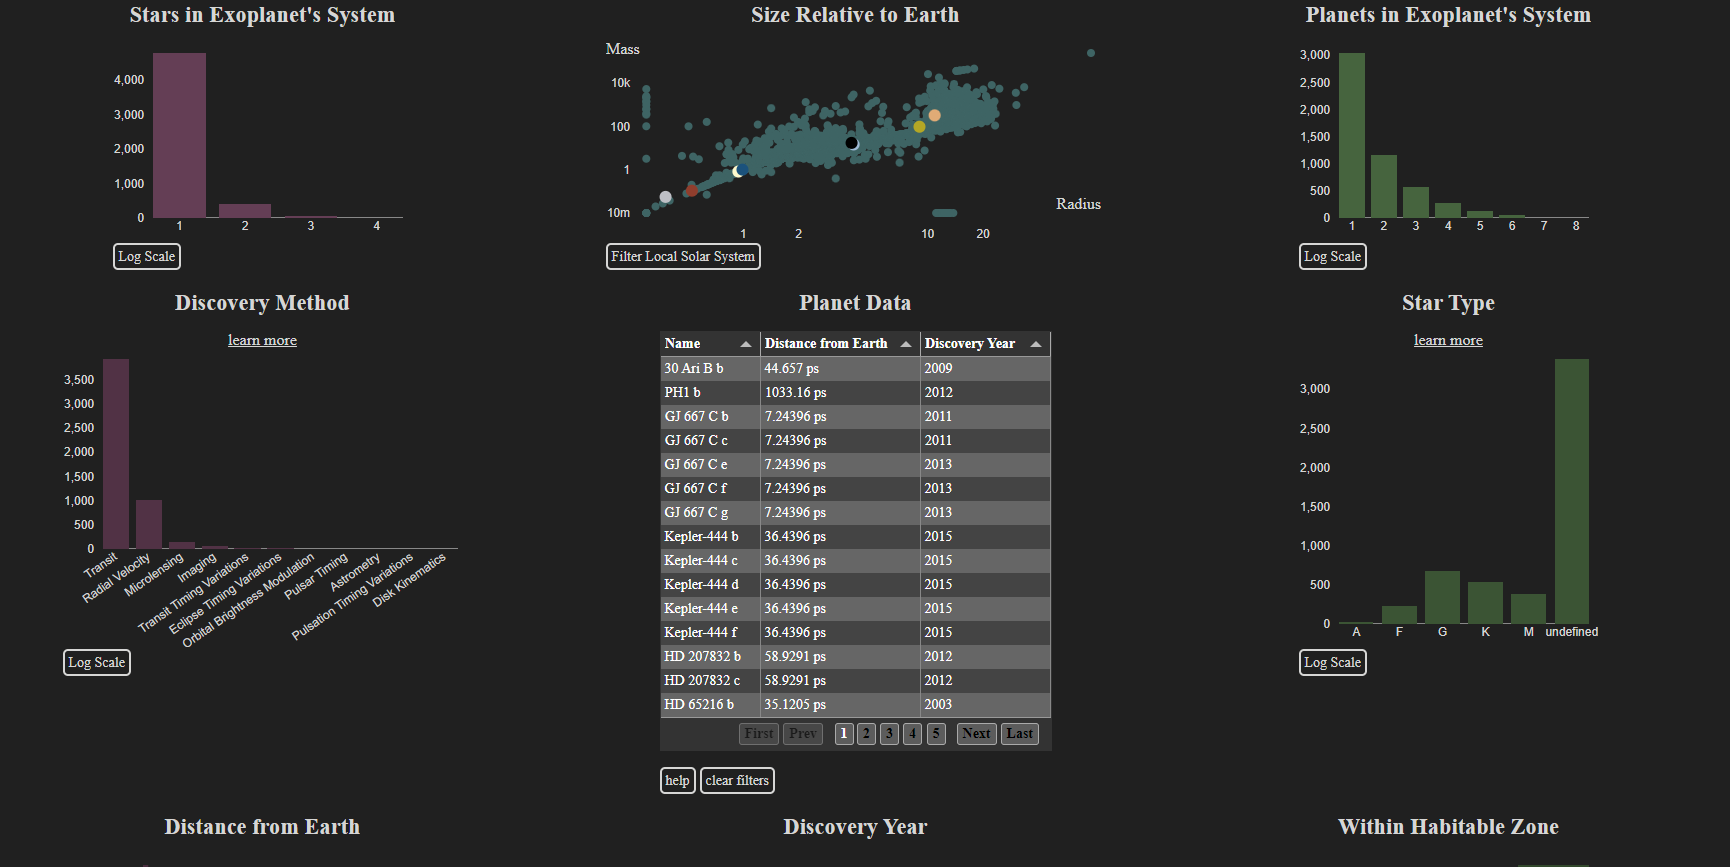 Stars in Exoplanet's System
4,000
3,000
2,000
1,000
0
1 2 3 4
Log Scale
Size Relative to Earth
Mass
10k
100
1
10m
Radius
1 2 10 20
Filter Local Solar System
Planets in Exoplanet's System
3,000
2,500
2,000
1,500
1,000
500
0
1 2 3 4 5 6 7 8
Log Scale
Discovery Method
learn more
3,500
3,000
2,500
2,000
1,500
1,000
500
0
Transit
Radial Velocity
Microlensing
Imaging
Transit Timing Variations
Eclipse Timing Variations
Orbital Brightness Modulation
Pulsar Timing
Astrometry
Pulsation Timing Variations
Disk Kinematics
Log Scale
Planet Data
Name Distance from Earth Discovery Year
30 Ari B b 44.657 ps 2009
PH1 b 1033.16 ps 2012
GJ 667 C b 7.24396 ps 2011
GJ 667 C c 7.24396 ps 2011
GJ 667 C e 7.24396 ps 2013
GJ 667 C f 7.24396 ps 2013
GJ 667 C g 7.24396 ps 2013
Kepler-444 b 36.4396 ps 2015
Kepler-444 c 36.4396 ps 2015
Kepler-444 d 36.4396 ps 2015
Kepler-444 e 36.4396 ps 2015
Kepler-444 f 36.4396 ps 2015
HD 207832 b 58.9291 ps 2012
HD 207832 c 58.9291 ps 2012
HD 65216 b 35.1205 ps 2003
First Prev 1 2 3 4 5 Next Last
help clear filters
Star Type
learn more
3,000
2,500
2,000
1,500
1,000
500
0
A F G K M undefined
Log Scale
Distance from Earth
Discovery Year
Within Habitable Zone